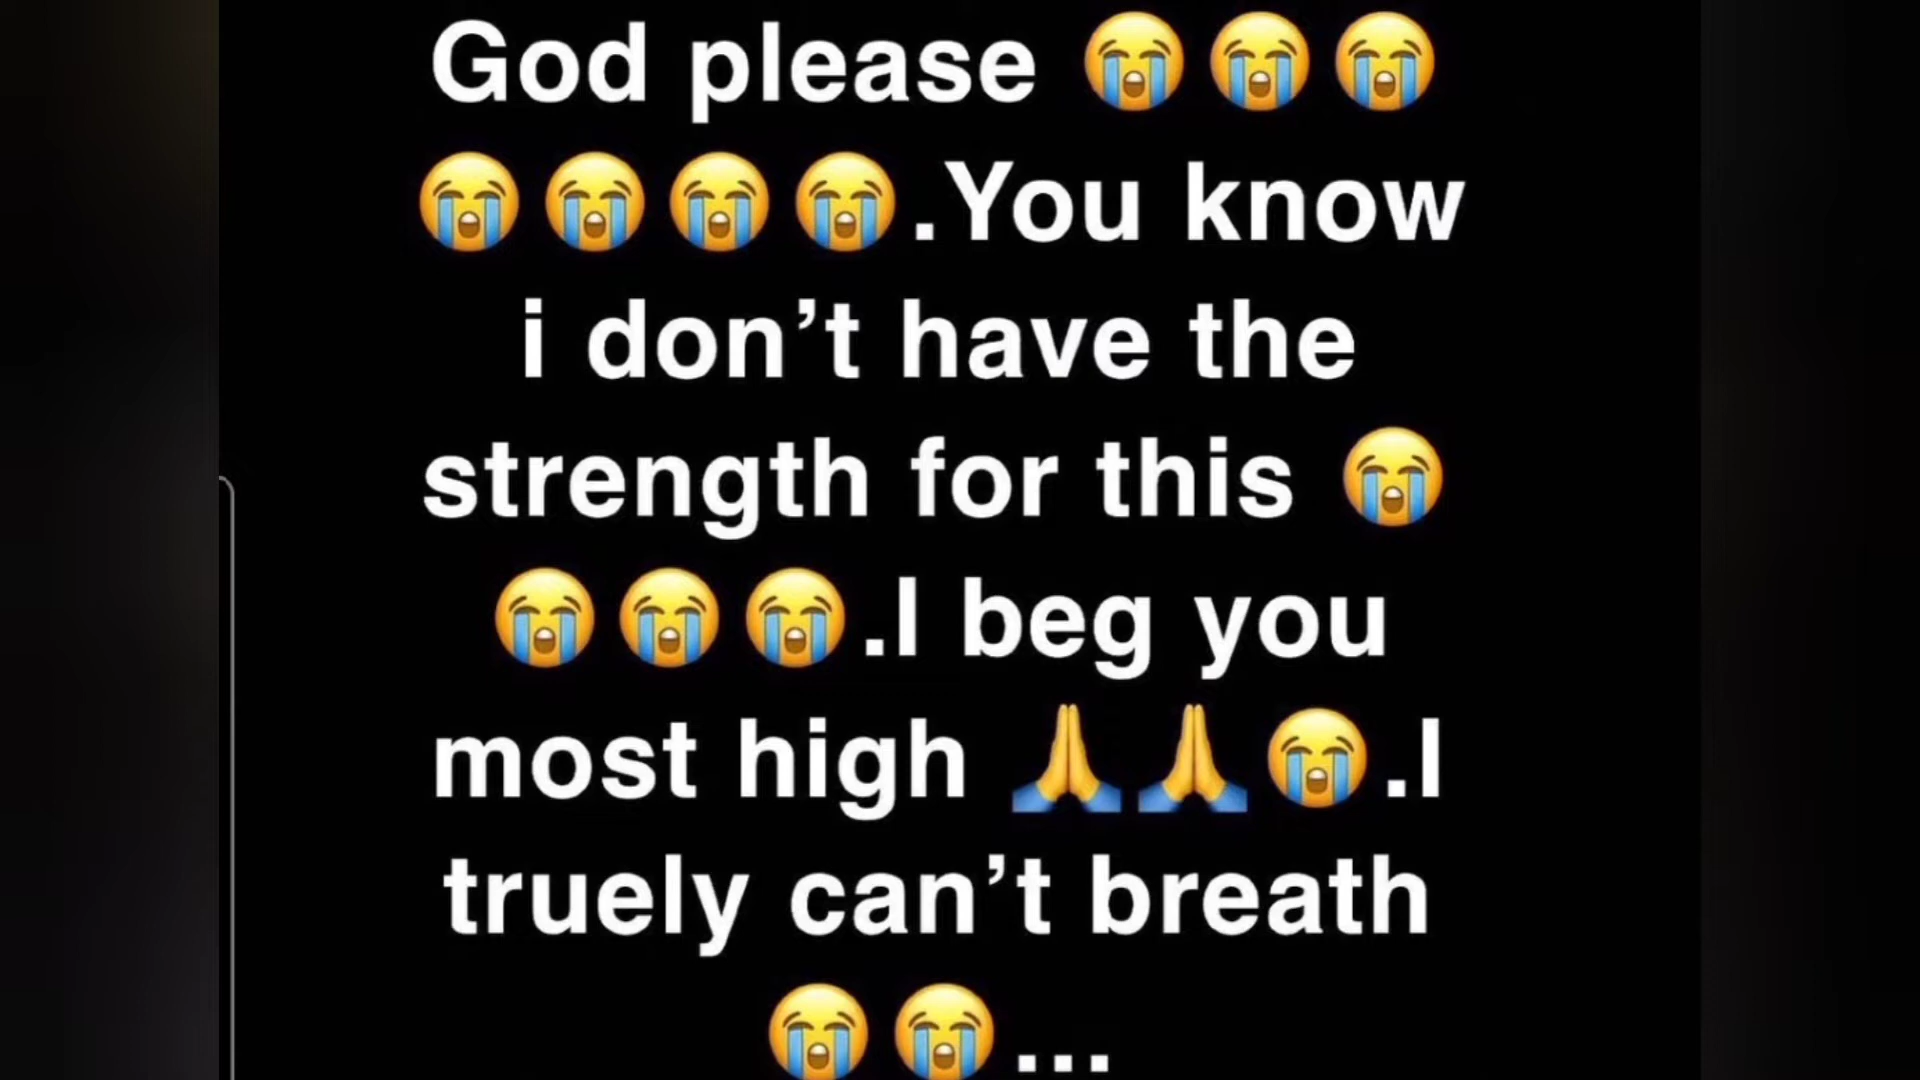 God please 😭😭😭
😭😭😭😭.You know
i don’t have the
strength for this 😭
😭😭😭.I beg you
most high 🙏🙏😭.I
truely can’t breath
😭😭...